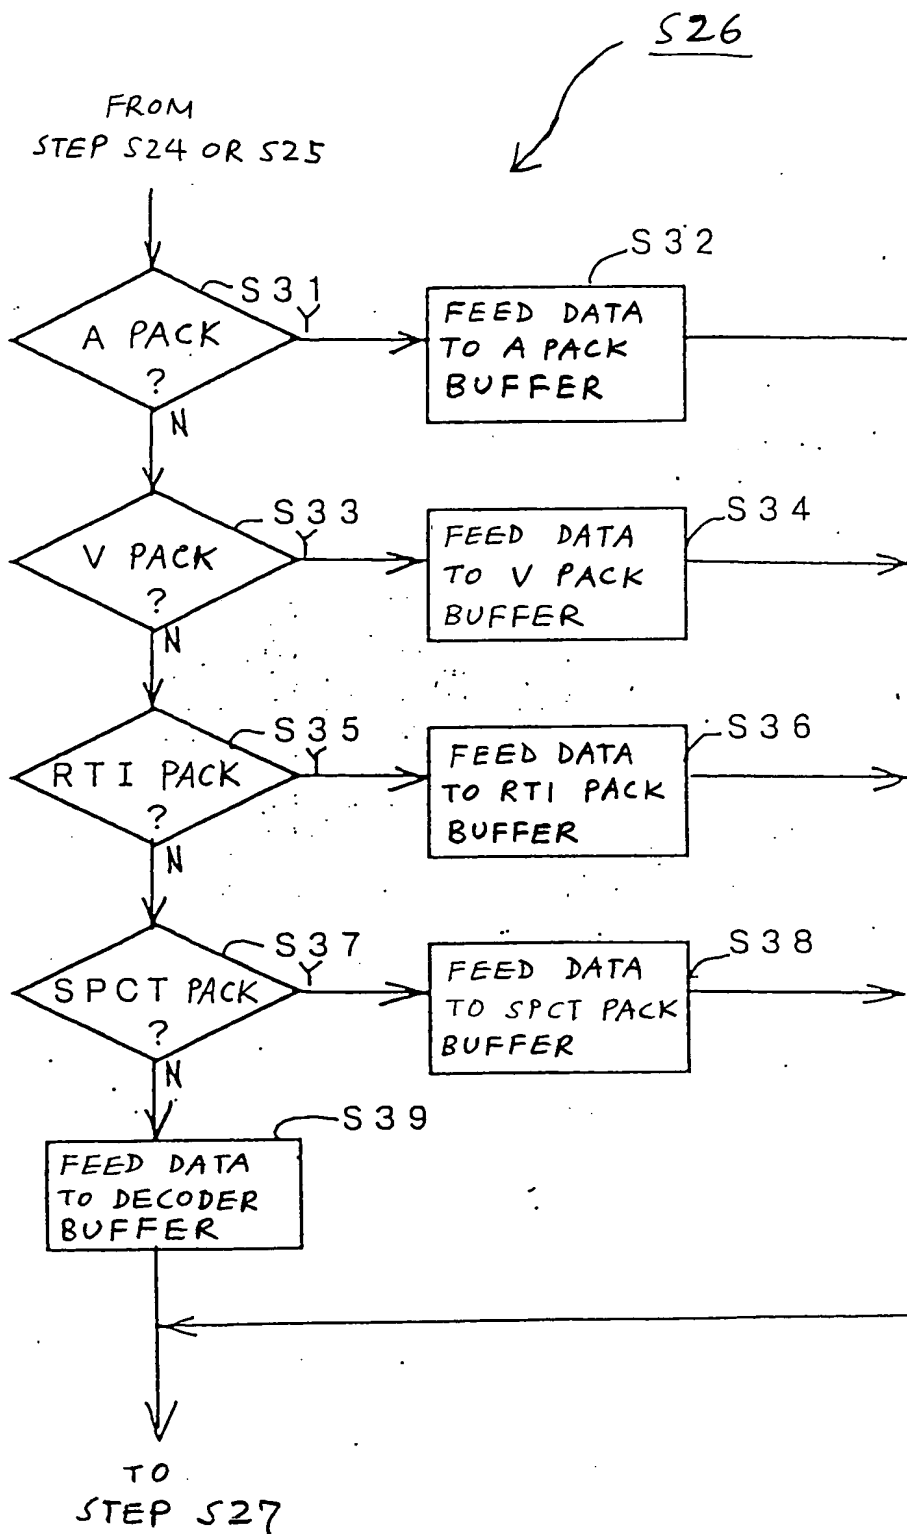 S26
FROM
STEP S24 OR S25
S31
A PACK
?
Y
N
S32
FEED DATA
TO A PACK
BUFFER
S33
V PACK
?
Y
N
S34
FEED DATA
TO V PACK
BUFFER
S35
RTI PACK
?
Y
N
S36
FEED DATA
TO RTI PACK
BUFFER
S37
SPCT PACK
?
Y
N
S38
FEED DATA
TO SPCT PACK
BUFFER
S39
FEED DATA
TO DECODER
BUFFER
TO
STEP S27